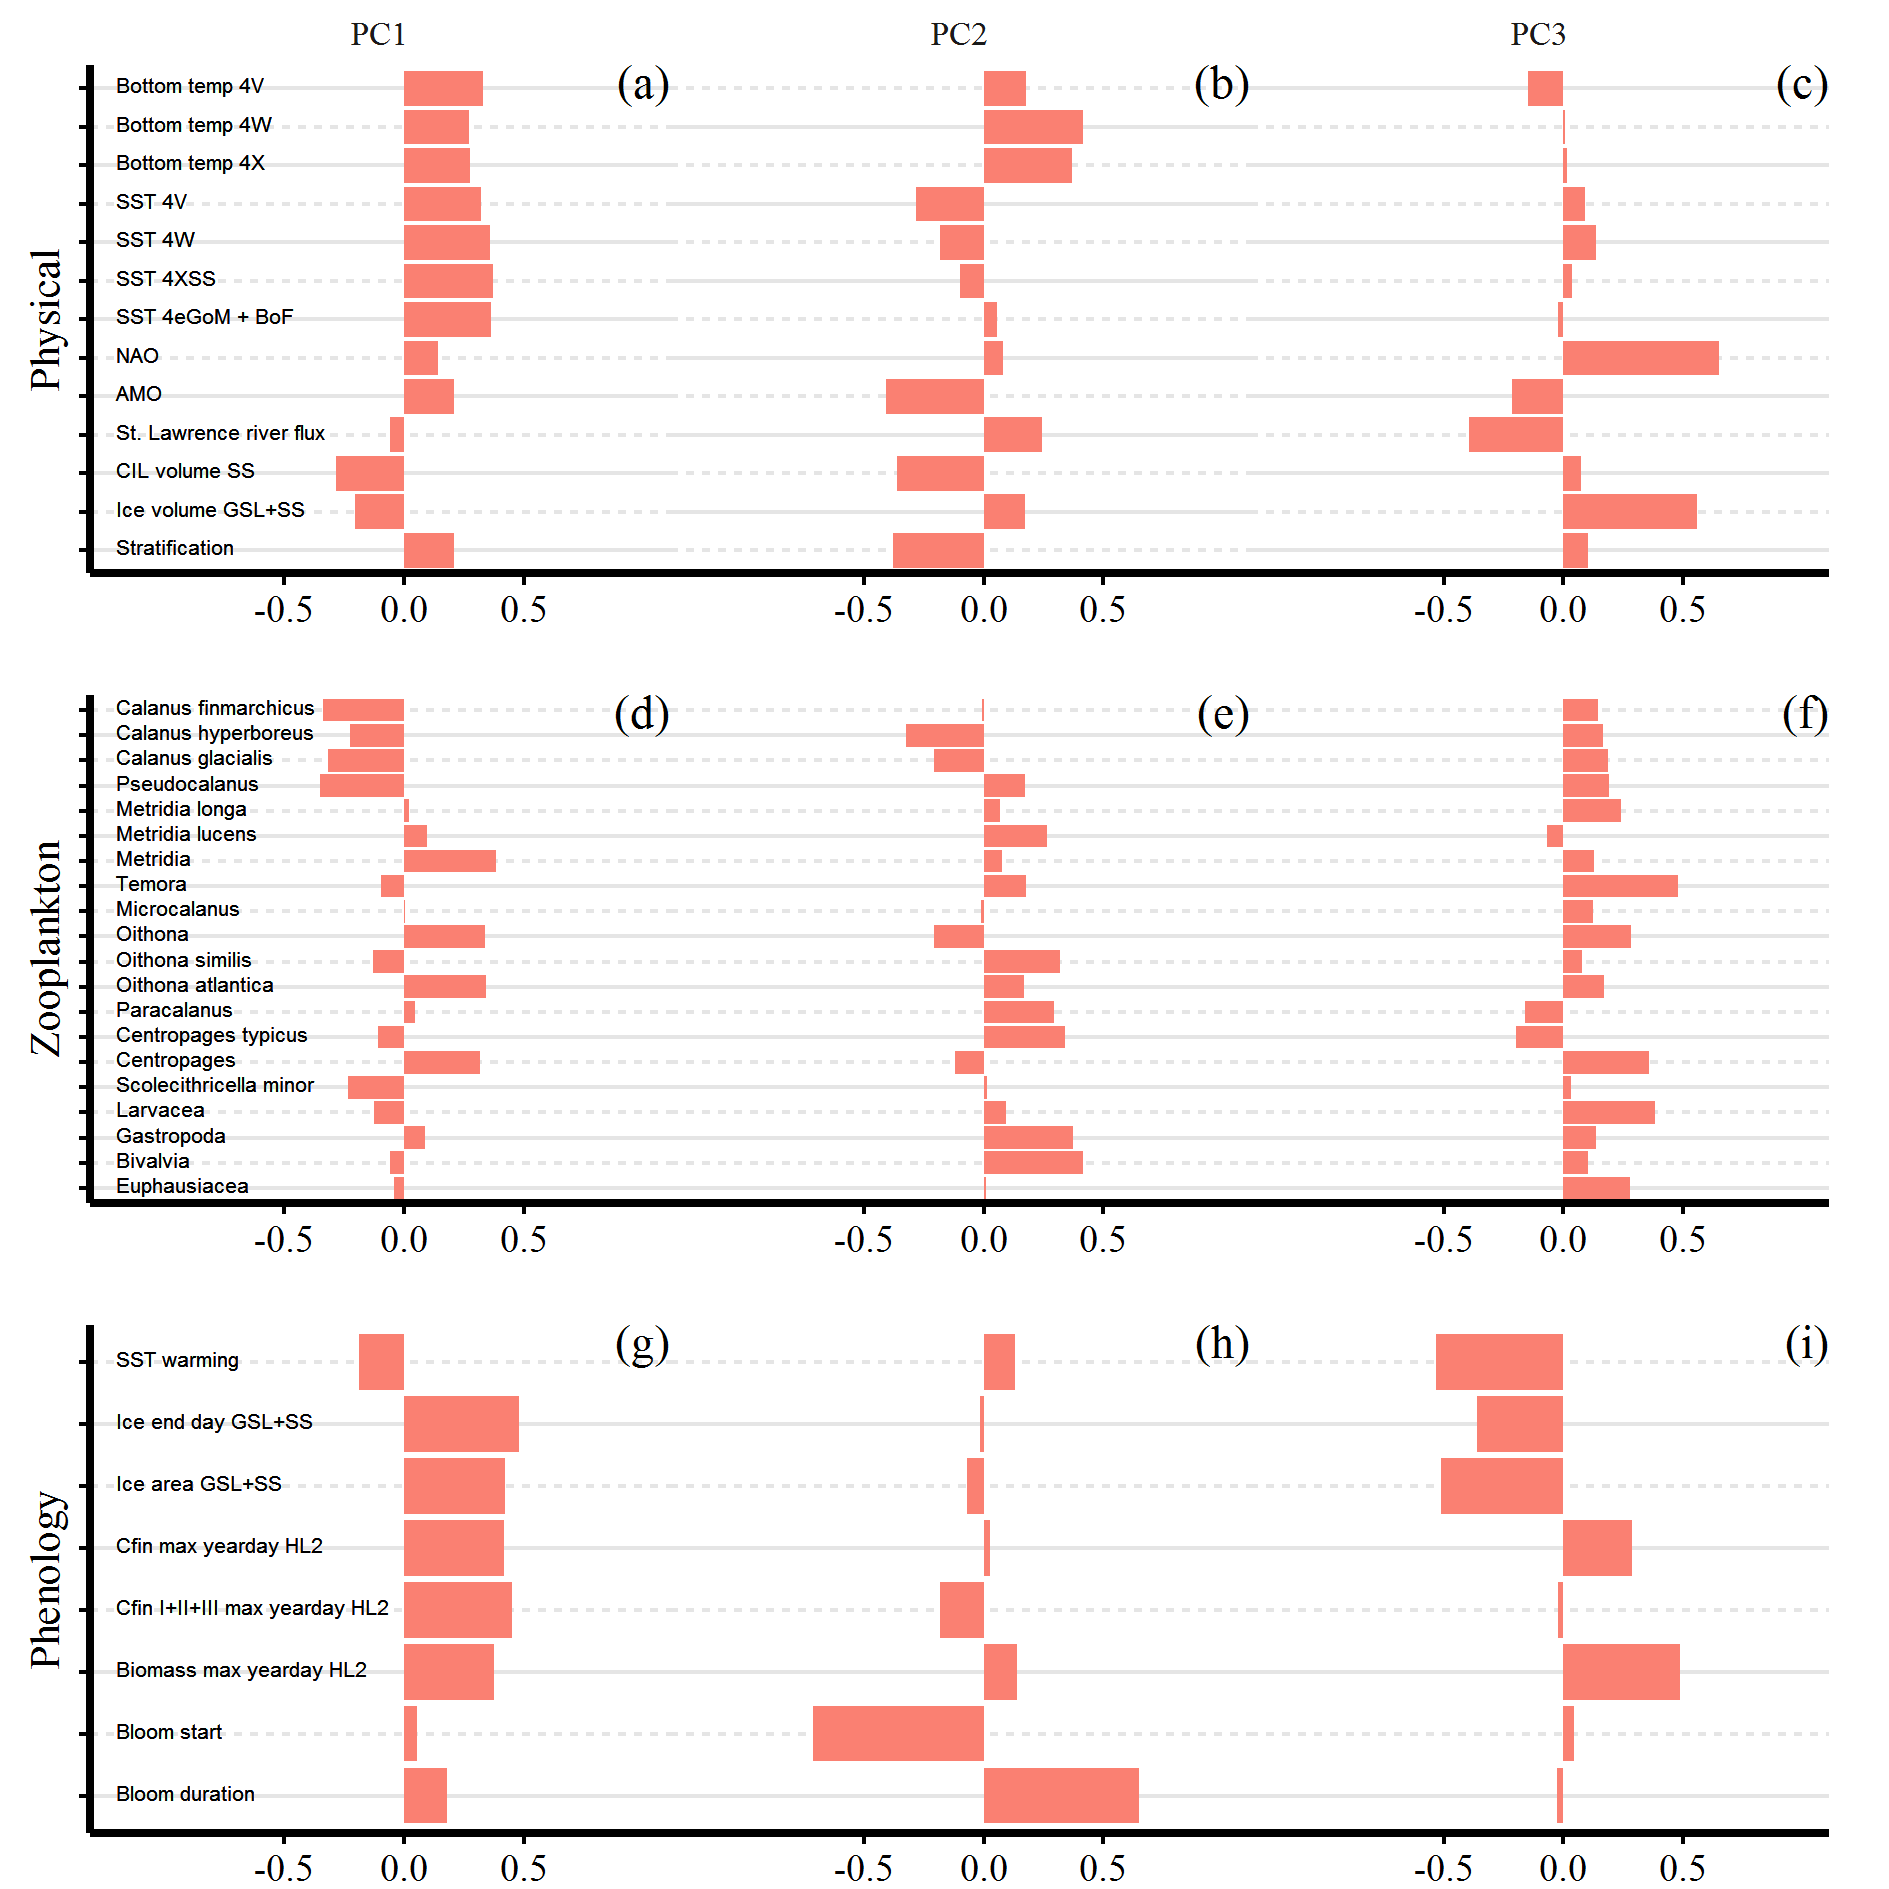 PC1 PC2 PC3
Physical
(a) (b) (c)
Bottom temp 4V
Bottom temp 4W
Bottom temp 4X
SST 4V
SST 4W
SST 4XSS
SST 4eGoM + BoF
NAO
AMO
St. Lawrence river flux
CIL volume SS
Ice volume GSL+SS
Stratification
-0.5 0.0 0.5 -0.5 0.0 0.5 -0.5 0.0 0.5
Zooplankton
(d) (e) (f)
Calanus finmarchicus
Calanus hyperboreus
Calanus glacialis
Pseudocalanus
Metridia longa
Metridia lucens
Metridia
Temora
Microcalanus
Oithona
Oithona similis
Oithona atlantica
Paracalanus
Centropages typicus
Centropages
Scolecithricella minor
Larvacea
Gastropoda
Bivalvia
Euphausiacea
-0.5 0.0 0.5 -0.5 0.0 0.5 -0.5 0.0 0.5
Phenology
(g) (h) (i)
SST warming
Ice end day GSL+SS
Ice area GSL+SS
Cfin max yearday HL2
Cfin I+II+III max yearday HL2
Biomass max yearday HL2
Bloom start
Bloom duration
-0.5 0.0 0.5 -0.5 0.0 0.5 -0.5 0.0 0.5